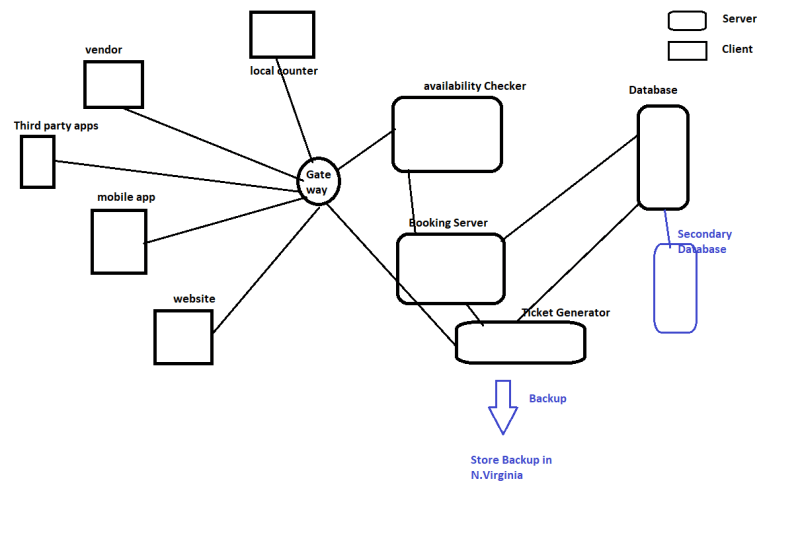 Server
vendor
Client
local counter
availability Checker
Database
Third party apps
Gate
way
mobile app
Booking Server
Secondary
Database
website
Ticket Generator
Backup
Store Backup in
N.Virginia